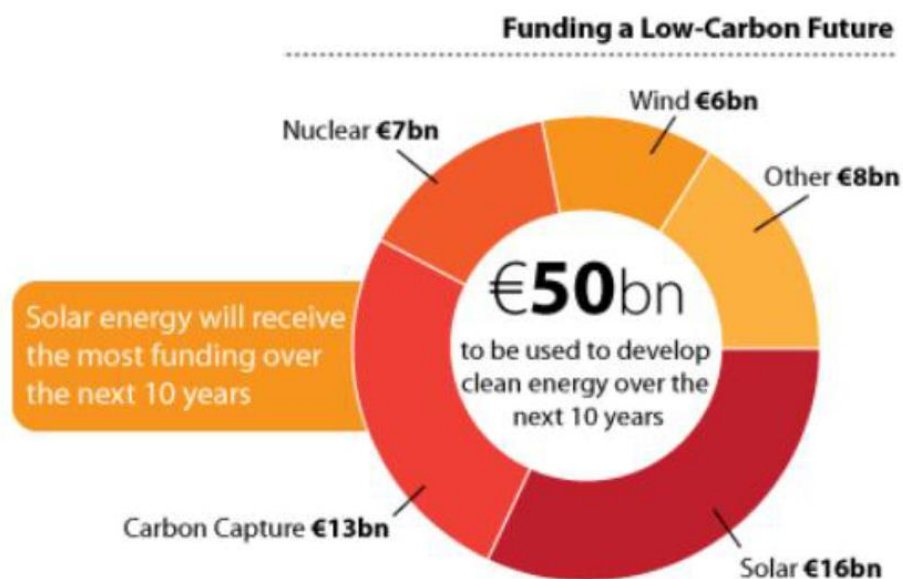 Funding a Low-Carbon Future
Wind €6bn
Nuclear €7bn
Other €8bn
€50bn
to be used to develop
clean energy over the
next 10 years
Solar energy will receive
the most funding over
the next 10 years
Carbon Capture €13bn
Solar €16bn